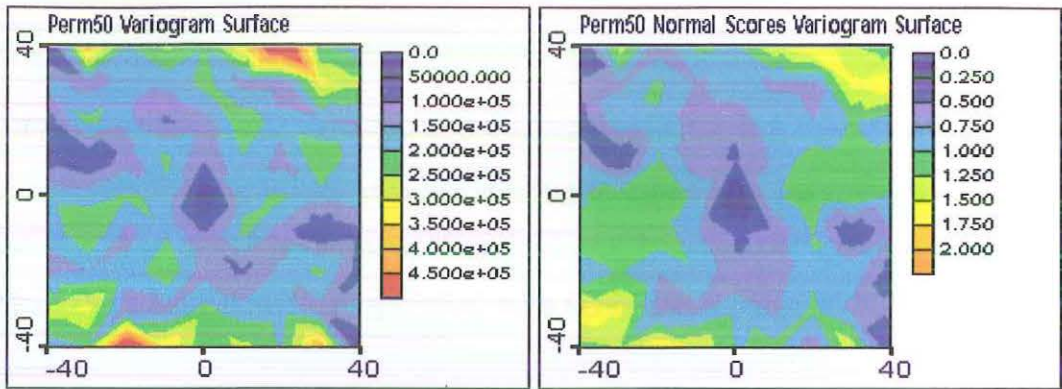 Perm50 Variogram Surface
40
0
-40
-40
0
40
0.0
50000.000
1.000e+05
1.500e+05
2.000e+05
2.500e+05
3.000e+05
3.500e+05
4.000e+05
4.500e+05
Perm50 Normal Scores Variogram Surface
40
0
-40
-40
0
40
0.0
0.250
0.500
0.750
1.000
1.250
1.500
1.750
2.000